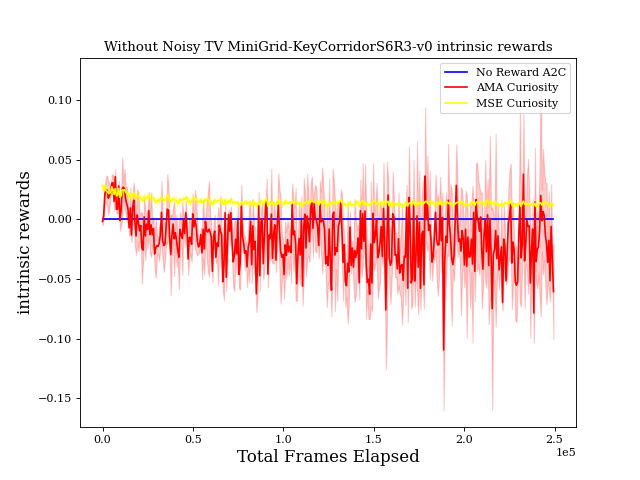 Without Noisy TV MiniGrid-KeyCorridorS6R3-v0 intrinsic rewards
No Reward A2C
AMA Curiosity
MSE Curiosity
intrinsic rewards
0.10
0.05
0.00
−0.05
−0.10
−0.15
0.0 0.5 1.0 1.5 2.0 2.5
1e5
Total Frames Elapsed